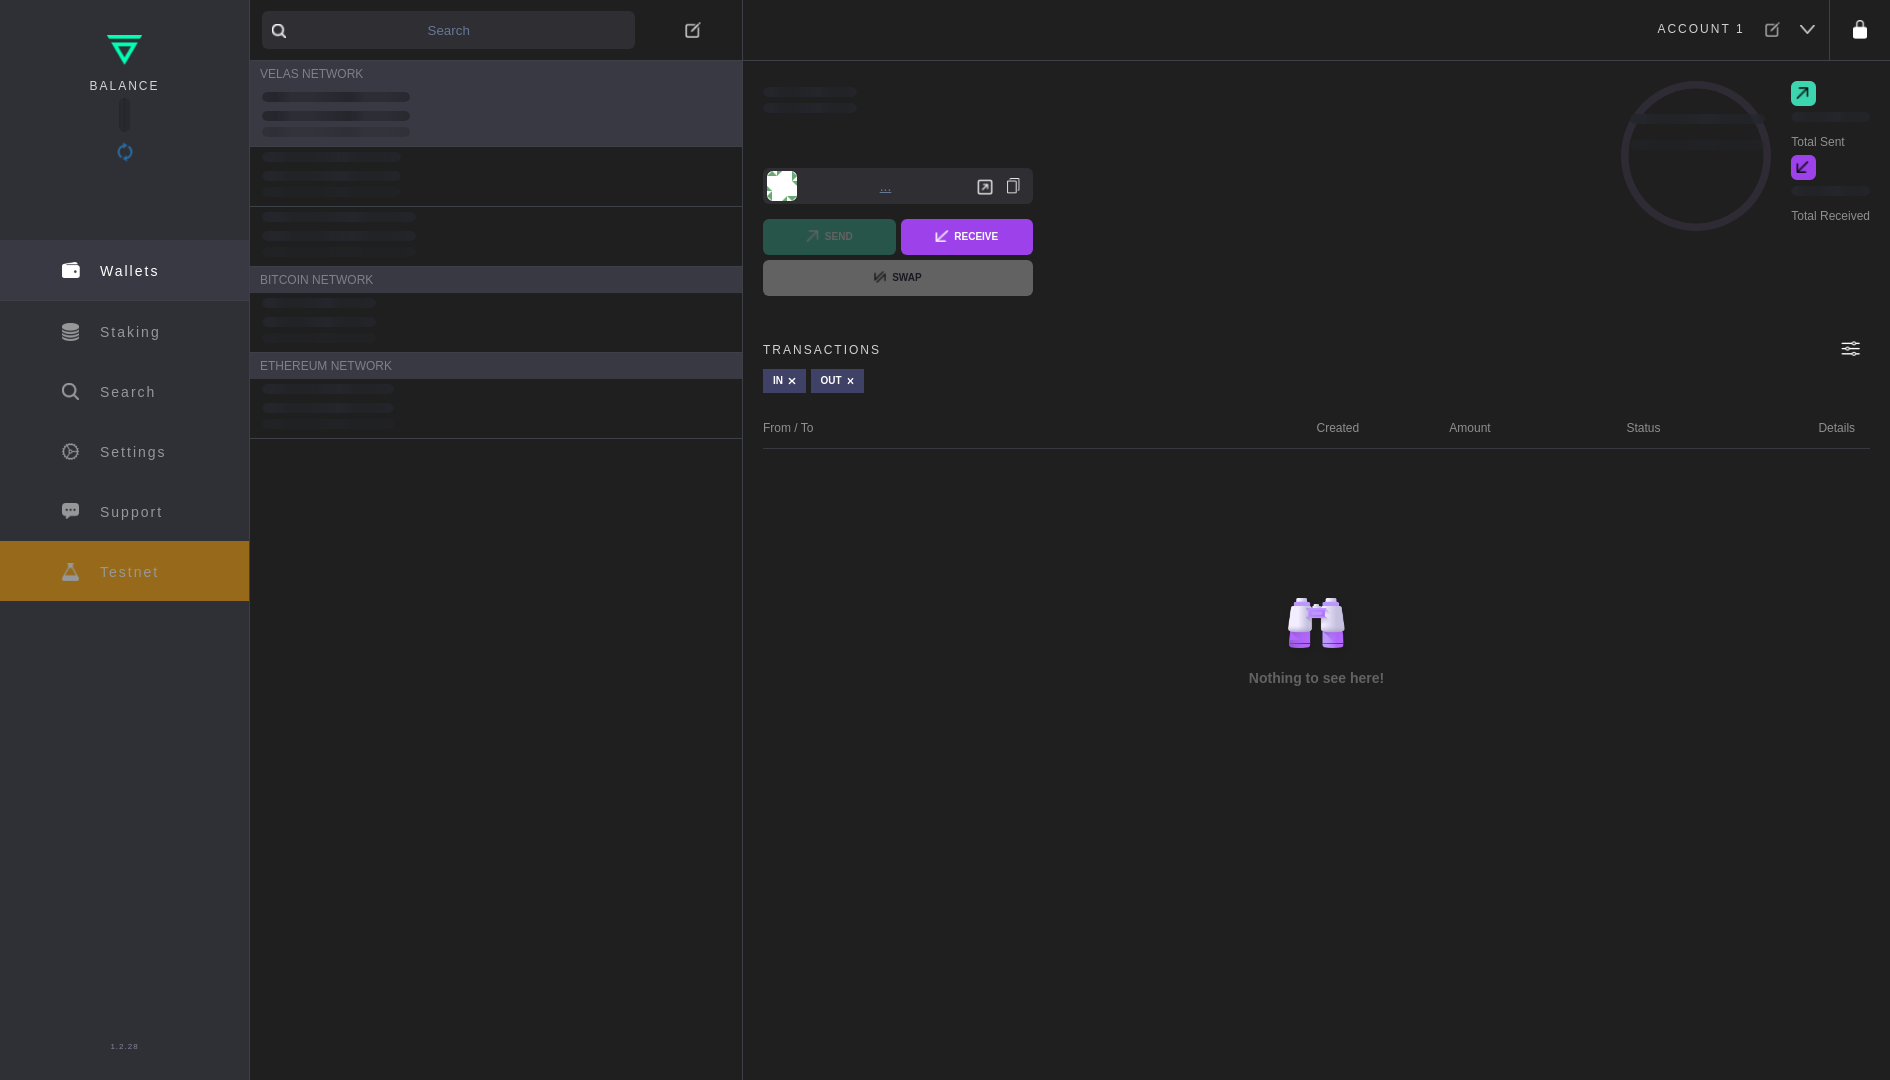 BALANCE
Wallets
Staking
Search
Settings
Support
Testnet
1.2.28
Search
VELAS NETWORK
BITCOIN NETWORK
ETHEREUM NETWORK
ACCOUNT 1
Total Sent
Total Received
...
SEND
RECEIVE
SWAP
TRANSACTIONS
IN ×
OUT ×
From / To Created Amount Status Details
Nothing to see here!